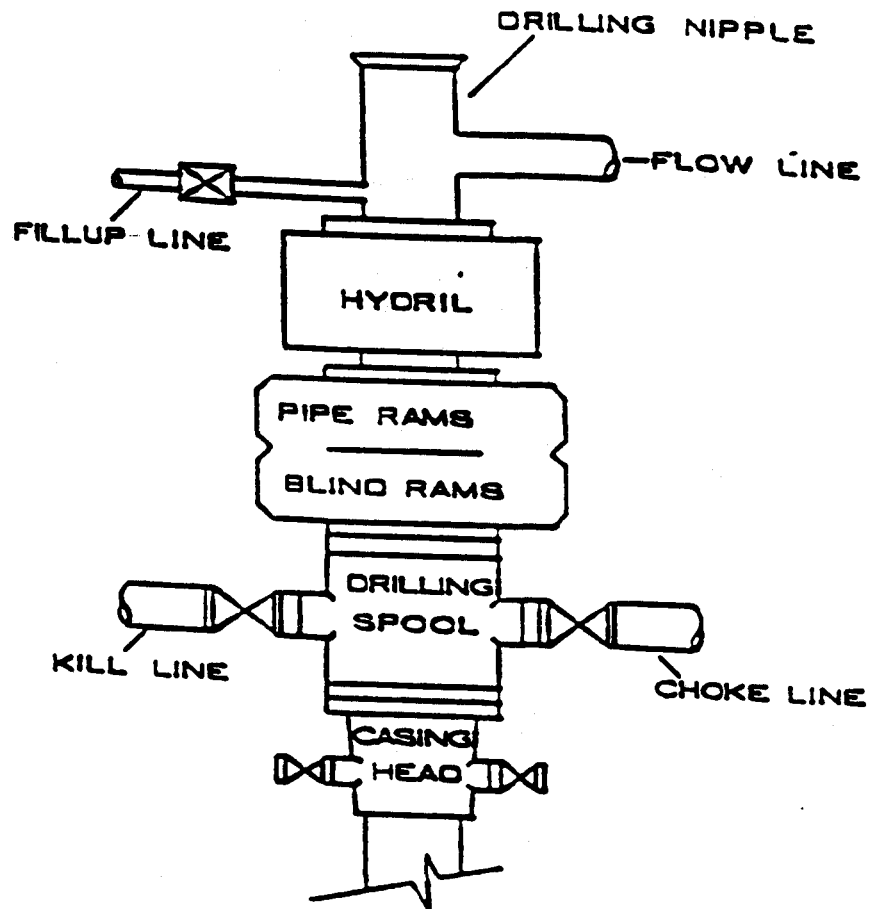 DRILLING NIPPLE
FLOW LINE
FILLUP LINE
HYDRIL
PIPE RAMS
BLIND RAMS
DRILLING
SPOOL
KILL LINE
CHOKE LINE
CASING
HEAD